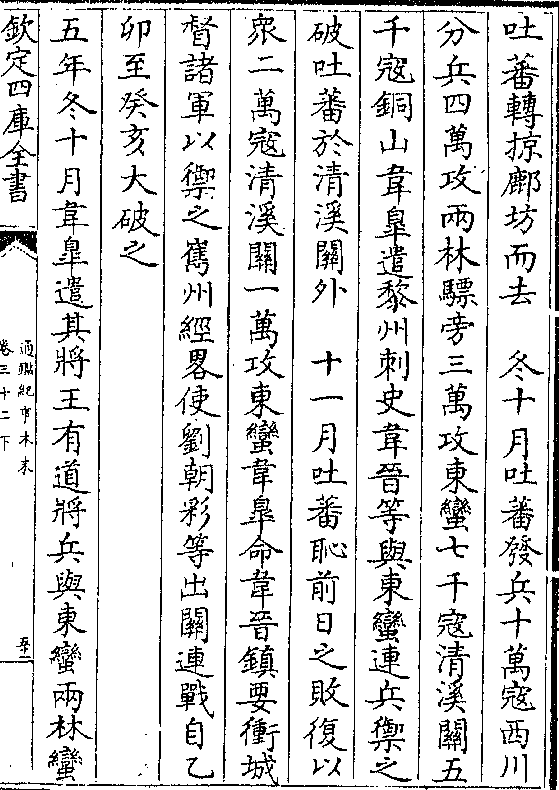 吐蕃轉掠鄜坊而去　冬十月吐蕃發兵十萬寇西川
分兵四萬攻兩林驃旁三萬攻東蠻七千寇清溪關五
千寇銅山韋臯遣黎州刺史韋晉等與東蠻連兵禦之
破吐蕃於清溪關外　十一月吐蕃恥前日之敗復以
衆二萬寇清溪關一萬攻東蠻韋臯命韋晉鎮要衝城
督諸軍以禦之嶲州經畧使劉朝彩等出關連戰自乙
卯至癸亥大破之
五年冬十月韋臯遣其將王有道將兵與東蠻兩林蠻
欽定四庫全書
通鑑紀事本末
卷三十二下